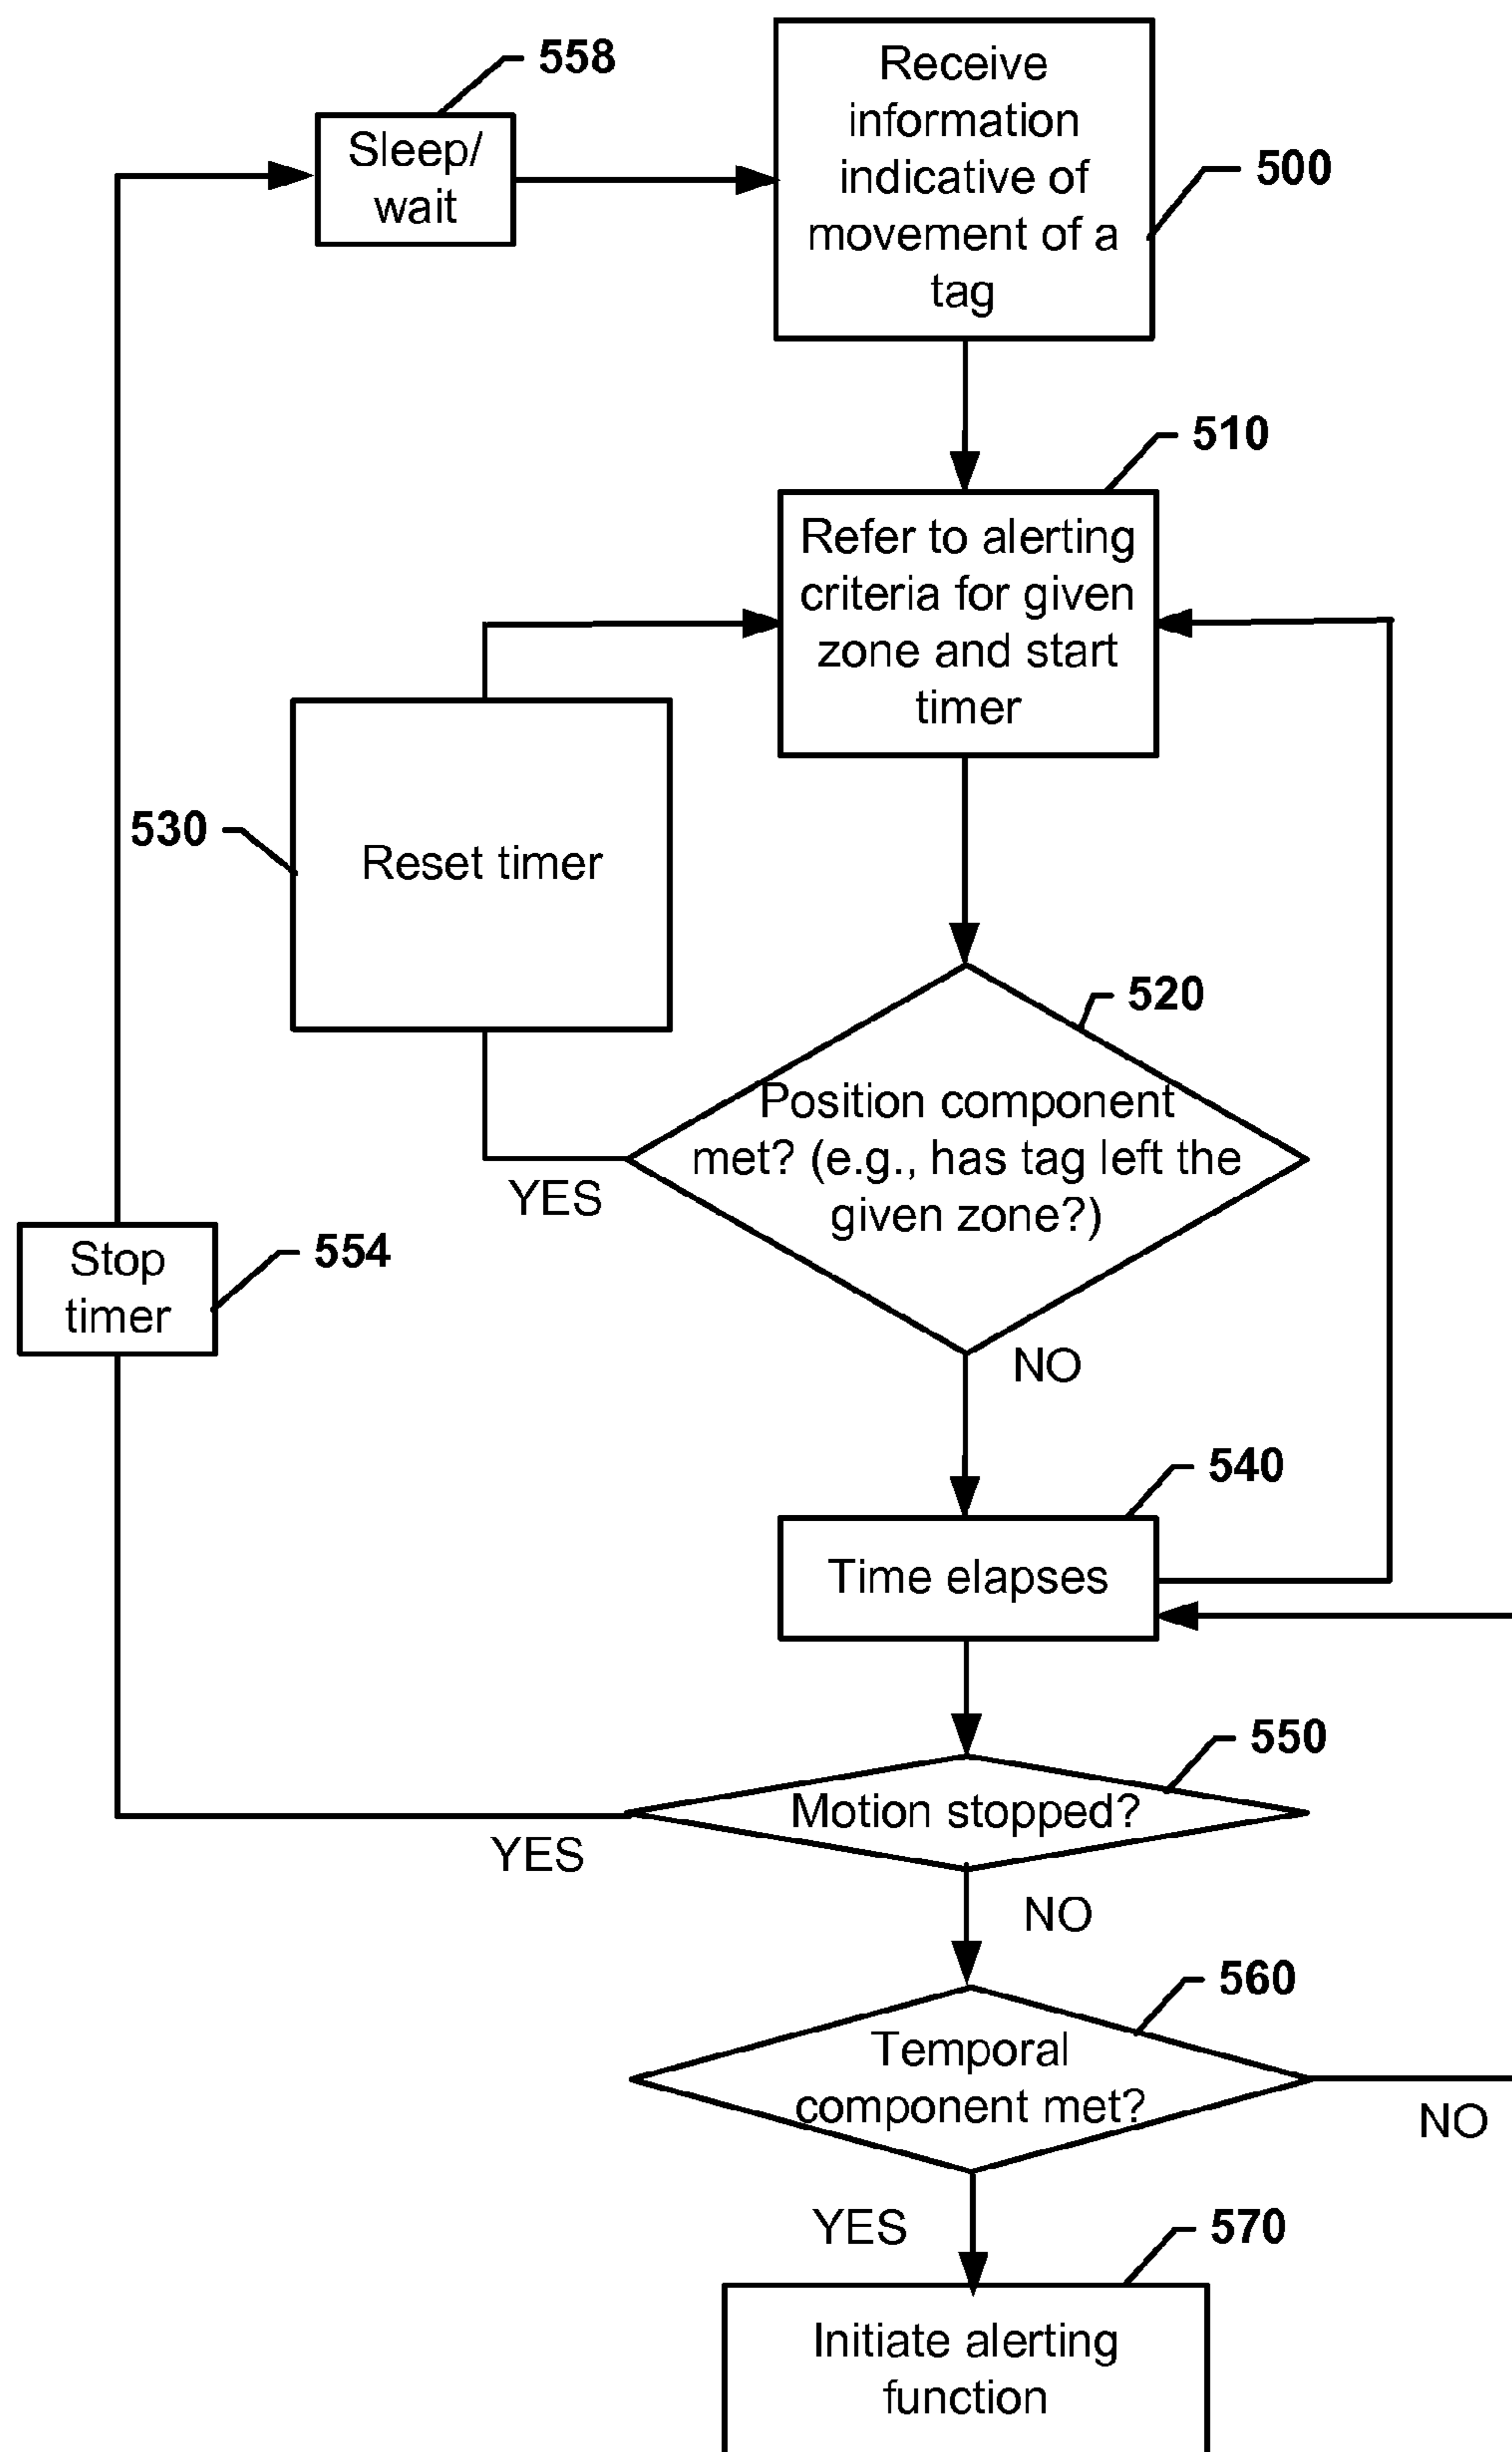 558
Sleep/
wait
Receive
information
indicative of
movement of a
tag
500
510
Refer to alerting
criteria for given
zone and start
timer
530
Reset timer
520
Position component
met? (e.g., has tag left the
given zone?)
YES
NO
Stop
timer
554
540
Time elapses
550
Motion stopped?
YES
NO
560
Temporal
component met?
NO
YES
570
Initiate alerting
function